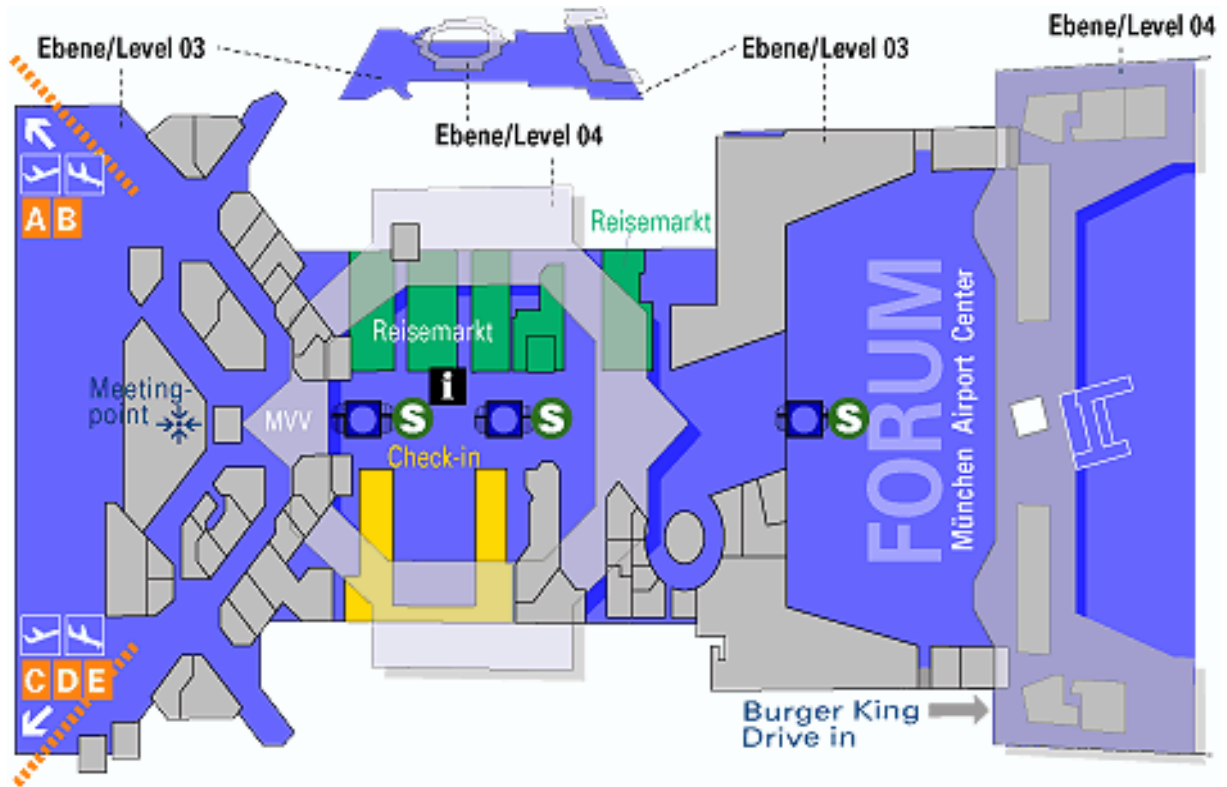 Ebene/Level 03
Ebene/Level 03
Ebene/Level 04
Ebene/Level 04
A B
Reisemarkt
Reisemarkt
Meeting-
point
i
MVV
S
S
S
Check-in
FORUM
München Airport Center
C D E
Burger King
Drive in